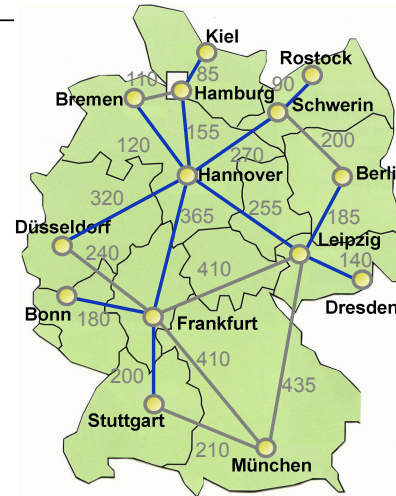 Kiel
Rostock
110
85
90
Bremen
Hamburg
Schwerin
155
120
200
270
Hannover
Berli
320
185
365
255
Düsseldorf
Leipzig
240
410
140
Bonn
180
Frankfurt
Dresden
410
200
435
Stuttgart
210
München